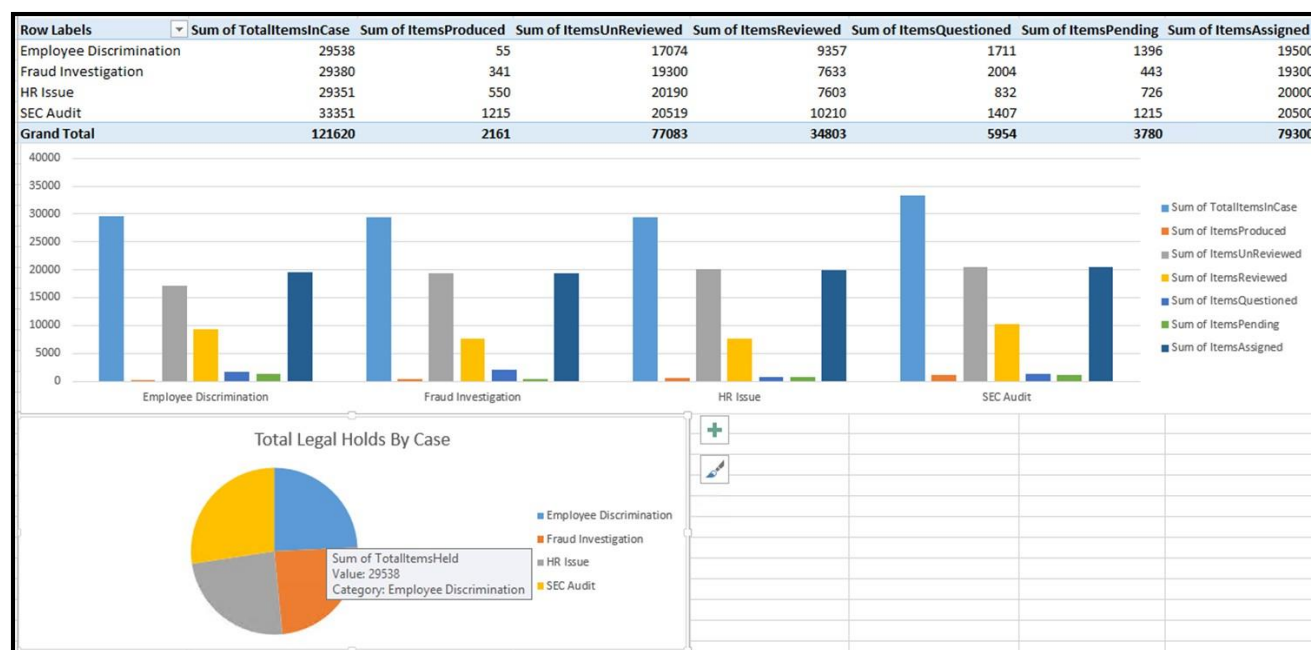 Row Labels Sum of TotalItemsInCase Sum of ItemsProduced Sum of ItemsUnReviewed Sum of ItemsReviewed Sum of ItemsQuestioned Sum of ItemsPending Sum of ItemsAssigned
Employee Discrimination 29538 55 17074 9357 1711 1396 19500
Fraud Investigation 29380 341 19300 7633 2004 443 19300
HR Issue 29351 550 20190 7603 832 726 20000
SEC Audit 33351 1215 20519 10210 1407 1215 20500
Grand Total 121620 2161 77083 34803 5954 3780 79300
40000
35000
30000
25000
20000
15000
10000
5000
0
Employee Discrimination Fraud Investigation HR Issue SEC Audit
Sum of TotalItemsInCase
Sum of ItemsProduced
Sum of ItemsUnReviewed
Sum of ItemsReviewed
Sum of ItemsQuestioned
Sum of ItemsPending
Sum of ItemsAssigned
Total Legal Holds By Case
Employee Discrimination
Fraud Investigation
HR Issue
SEC Audit
Sum of TotalItemsHeld
Value: 29538
Category: Employee Discrimination